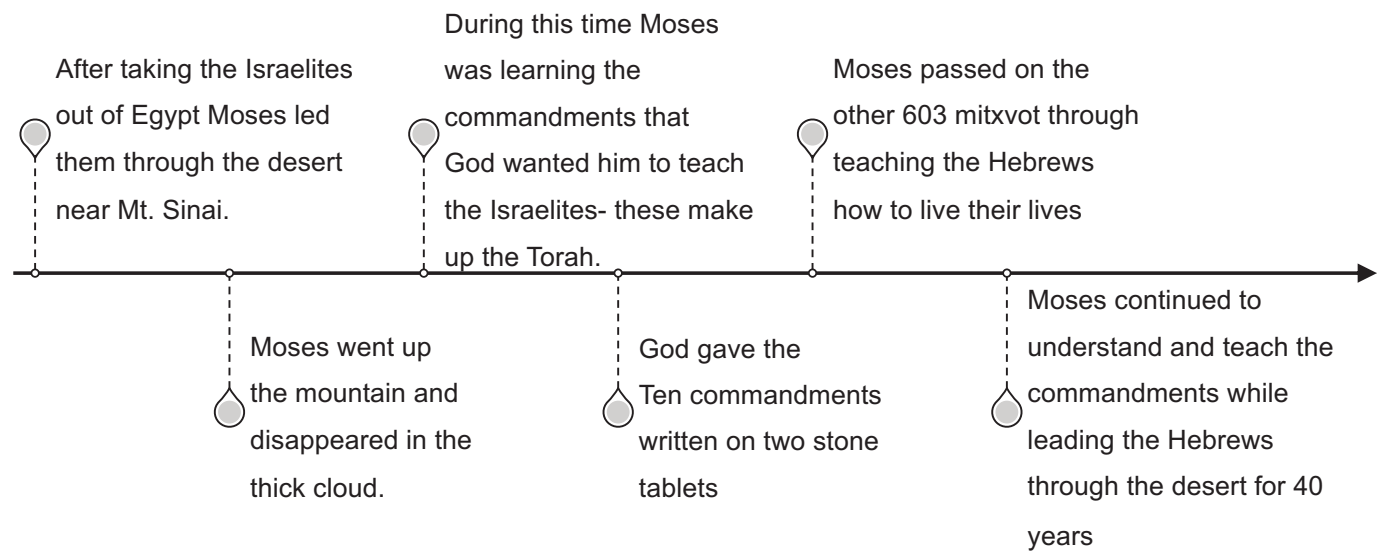 After taking the Israelites
out of Egypt Moses led
them through the desert
near Mt. Sinai.
Moses went up
the mountain and
disappeared in the
thick cloud.
During this time Moses
was learning the
commandments that
God wanted him to teach
the Israelites- these make
up the Torah.
God gave the
Ten commandments
written on two stone
tablets
Moses passed on the
other 603 mitxvot through
teaching the Hebrews
how to live their lives
Moses continued to
understand and teach the
commandments while
leading the Hebrews
through the desert for 40
years